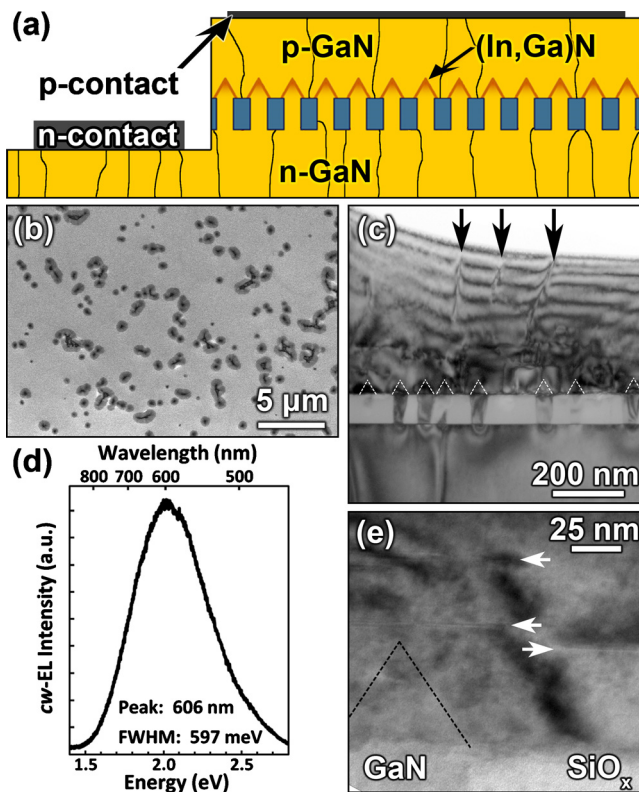 (a)
p-GaN
(In,Ga)N
p-contact
n-contact
n-GaN
(b)
5 µm
(c)
200 nm
(d)
Wavelength (nm)
800 700 600 500
cw-EL Intensity (a.u.)
Peak: 606 nm
FWHM: 597 meV
1.5 2.0 2.5
Energy (eV)
(e)
25 nm
GaN
SiOₓ